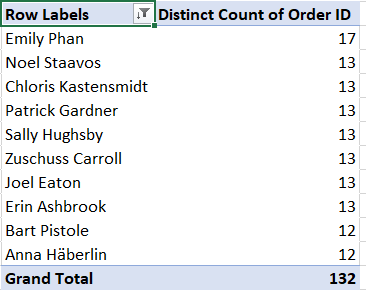 Row Labels Distinct Count of Order ID
Emily Phan 17
Noel Staavos 13
Chloris Kastensmidt 13
Patrick Gardner 13
Sally Hughsby 13
Zuschuss Carroll 13
Joel Eaton 13
Erin Ashbrook 13
Bart Pistole 12
Anna Häberlin 12
Grand Total 132